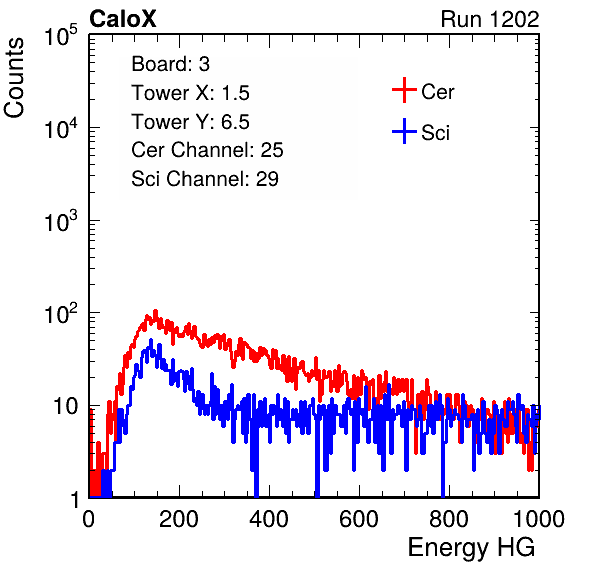 CaloX Run 1202
Counts
10^5
10^4
10^3
10^2
10
1
Board: 3
Tower X: 1.5
Tower Y: 6.5
Cer Channel: 25
Sci Channel: 29
Cer
Sci
0 200 400 600 800 1000
Energy HG